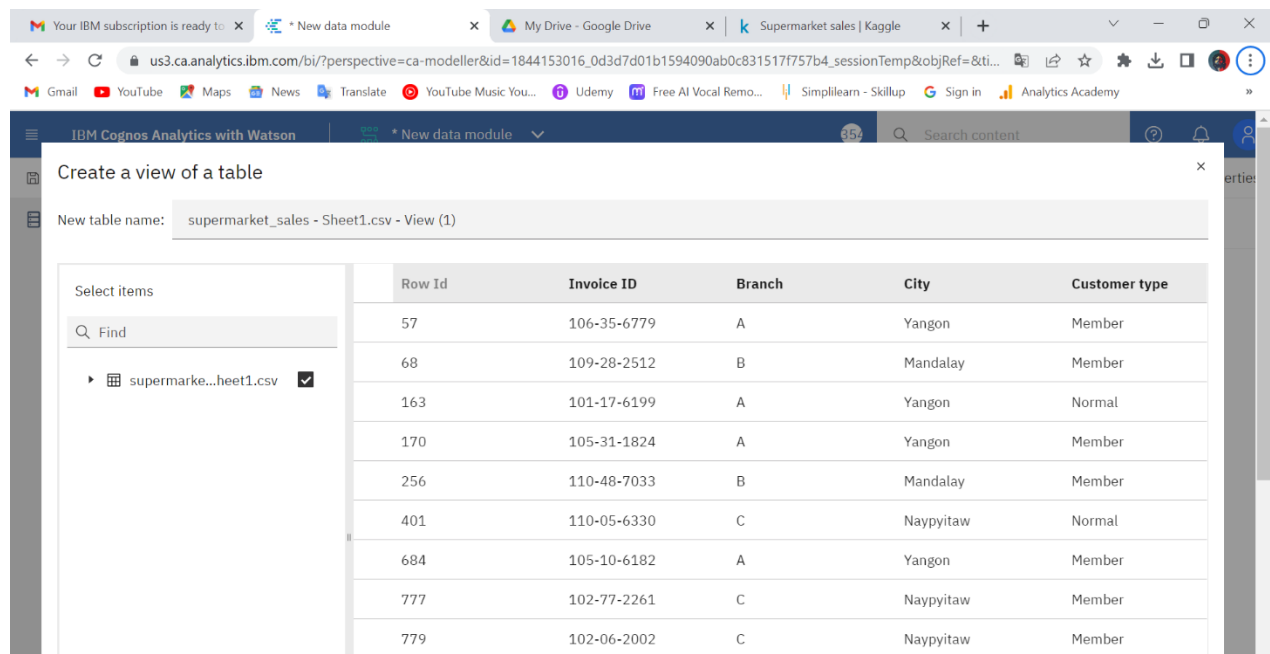 Your IBM subscription is ready to
* New data module
My Drive - Google Drive
Supermarket sales | Kaggle
us3.ca.analytics.ibm.com/bi/?perspective=ca-modeller&id=1844153016_0d3d7d01b1594090ab0c831517f757b4_sessionTemp&objRef=&ti...
Gmail YouTube Maps News Translate YouTube Music You... Udemy Free AI Vocal Remo... Simplilearn - Skillup Sign in Analytics Academy »
IBM Cognos Analytics with Watson * New data module 354 Search content
Create a view of a table
erties
New table name: supermarket_sales - Sheet1.csv - View (1)
Select items
Find
supermarke...heet1.csv
Row Id Invoice ID Branch City Customer type
57 106-35-6779 A Yangon Member
68 109-28-2512 B Mandalay Member
163 101-17-6199 A Yangon Normal
170 105-31-1824 A Yangon Member
256 110-48-7033 B Mandalay Member
401 110-05-6330 C Naypyitaw Normal
684 105-10-6182 A Yangon Member
777 102-77-2261 C Naypyitaw Member
779 102-06-2002 C Naypyitaw Member